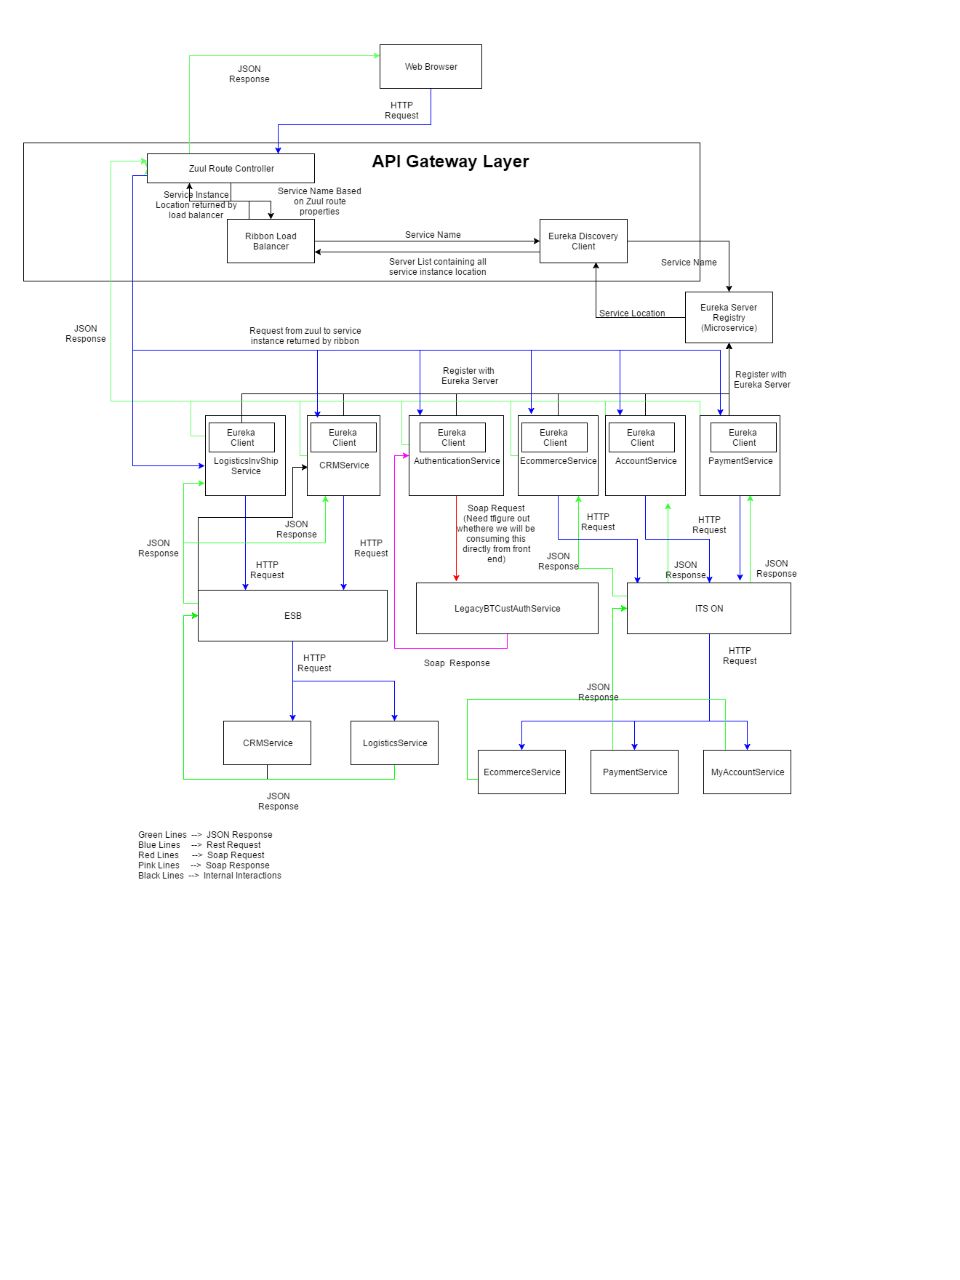 Web Browser
JSON
Response
HTTP
Request
API Gateway Layer
Zuul Route Controller
Service Instance
Location returned by
load balancer
Service Name Based
on Zuul route
properties
Ribbon Load
Balancer
Service Name
Eureka Discovery
Client
Server List containing all
service instance location
Service Name
Service Location
Eureka Server
Registry
(Microservice)
JSON
Response
Request from zuul to service
instance returned by ribbon
Register with
Eureka Server
Register with
Eureka Server
Eureka
Client
LogisticsInvShip
Service
Eureka
Client
CRMService
Eureka
Client
AuthenticationService
Eureka
Client
EcommerceService
Eureka
Client
AccountService
Eureka
Client
PaymentService
JSON
Response
JSON
Response
HTTP
Request
HTTP
Request
Soap Request
(Need tfigure out
whethere we will be
consuming this
directly from front
end)
HTTP
Request
JSON
Response
HTTP
Request
JSON
Response
JSON
Response
ESB
LegacyBTCustAuthService
ITS ON
HTTP
Request
Soap  Response
HTTP
Request
JSON
Response
CRMService
LogisticsService
EcommerceService
PaymentService
MyAccountService
JSON
Response
Green Lines  -->  JSON Response
Blue Lines    -->  Rest Request
Red Lines     -->  Soap Request
Pink Lines    -->  Soap Response
Black Lines  -->  Internal Interactions